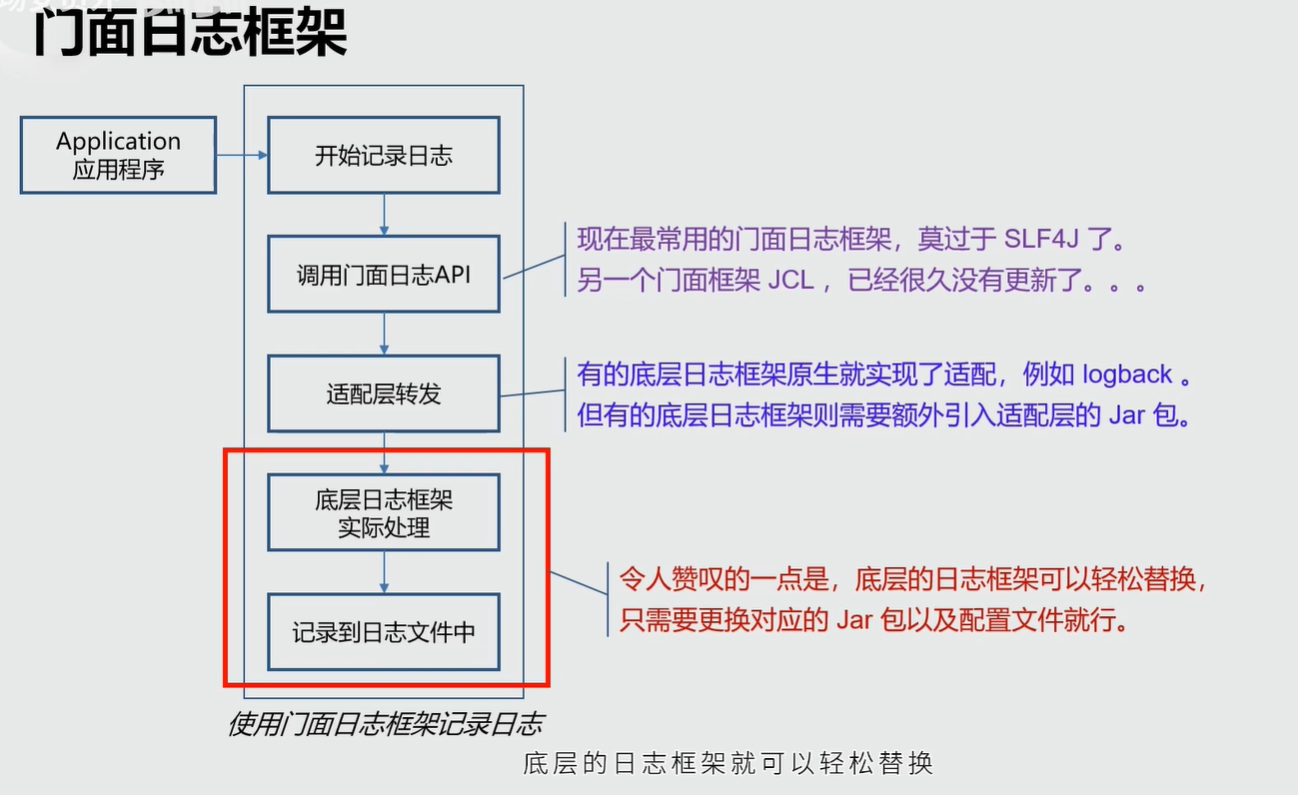 门面日志框架
Application
应用程序
开始记录日志
调用门面日志API
现在最常用的门面日志框架，莫过于 SLF4J 了。
另一个门面框架 JCL ，已经很久没有更新了。。。
适配层转发
有的底层日志框架原生就实现了适配，例如 logback 。
但有的底层日志框架则需要额外引入适配层的 Jar 包。
底层日志框架
实际处理
记录到日志文件中
令人赞叹的一点是，底层的日志框架可以轻松替换，
只需要更换对应的 Jar 包以及配置文件就行。
使用门面日志框架记录日志
底层的日志框架就可以轻松替换